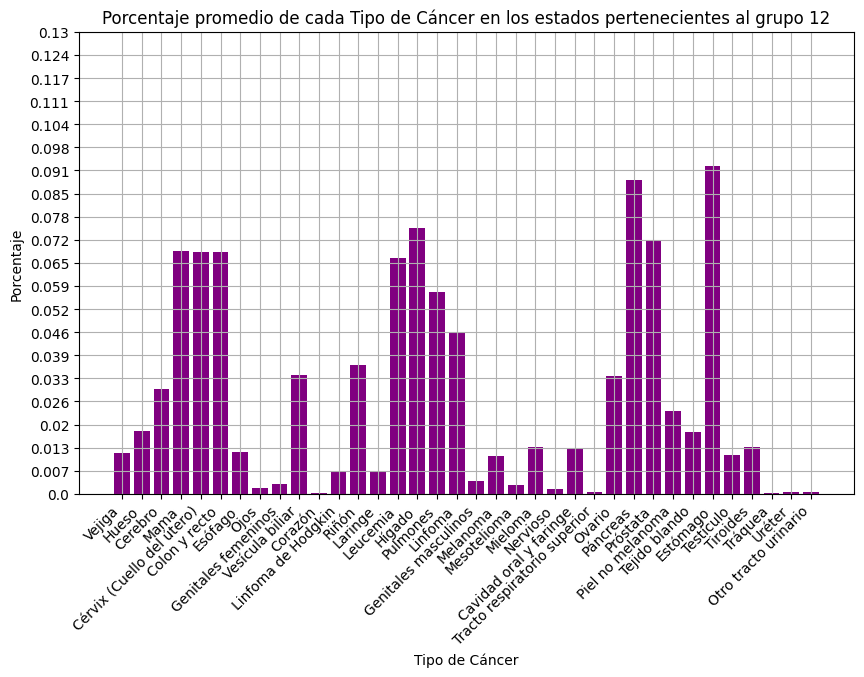 Porcentaje promedio de cada Tipo de Cáncer en los estados pertenecientes al grupo 12
Porcentaje
0.13
0.124
0.117
0.111
0.104
0.098
0.091
0.085
0.078
0.072
0.065
0.059
0.052
0.046
0.039
0.033
0.026
0.02
0.013
0.007
0.0
Vejiga
Hueso
Cerebro
Mama
Cérvix (Cuello del útero)
Colon y recto
Esófago
Ojos
Genitales femeninos
Vesícula biliar
Corazón
Linfoma de Hodgkin
Riñón
Laringe
Leucemia
Hígado
Pulmones
Linfoma
Genitales masculinos
Melanoma
Mesotelioma
Mieloma
Nervioso
Cavidad oral y faringe
Tracto respiratorio superior
Ovario
Páncreas
Próstata
Piel no melanoma
Tejido blando
Estómago
Testículo
Tiroides
Tráquea
Uréter
Otro tracto urinario
Tipo de Cáncer